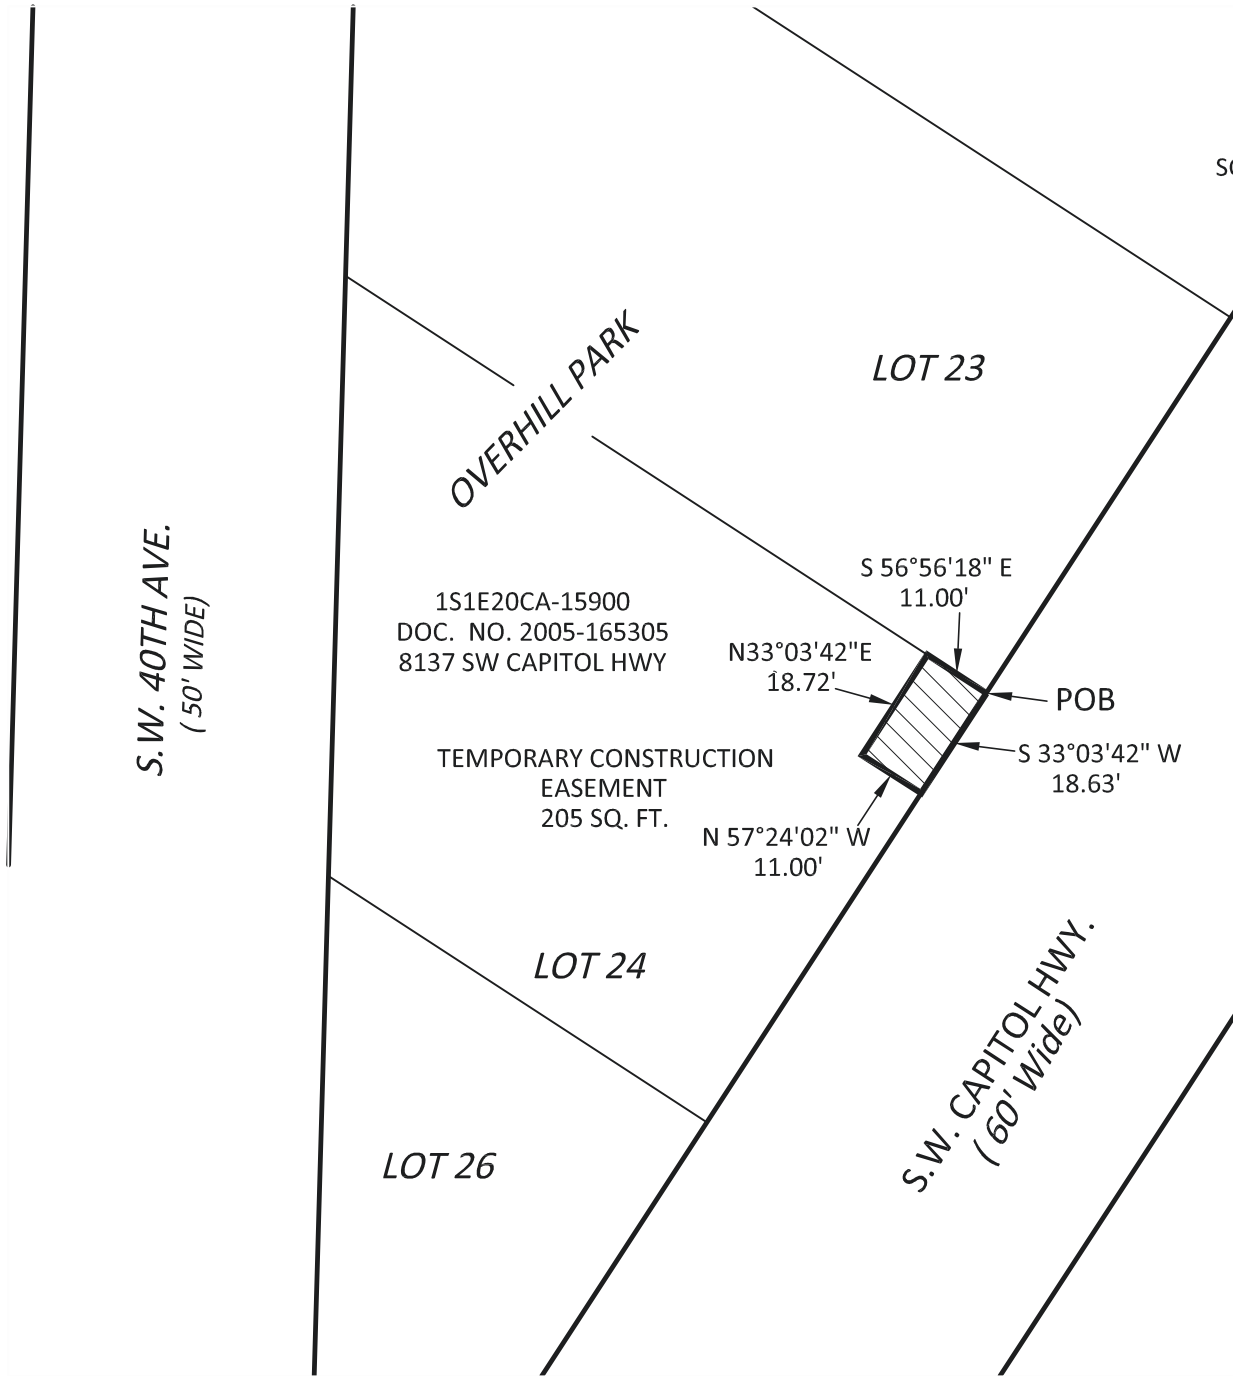 LOT 23
OVERHILL PARK
S.W. 40TH AVE.
( 50' WIDE)
1S1E20CA-15900
DOC. NO. 2005-165305
8137 SW CAPITOL HWY
TEMPORARY CONSTRUCTION
EASEMENT
205 SQ. FT.
S 56°56'18" E
11.00'
N33°03'42"E
18.72'
POB
S 33°03'42" W
18.63'
N 57°24'02" W
11.00'
LOT 24
S.W. CAPITOL HWY.
( 60' Wide)
LOT 26